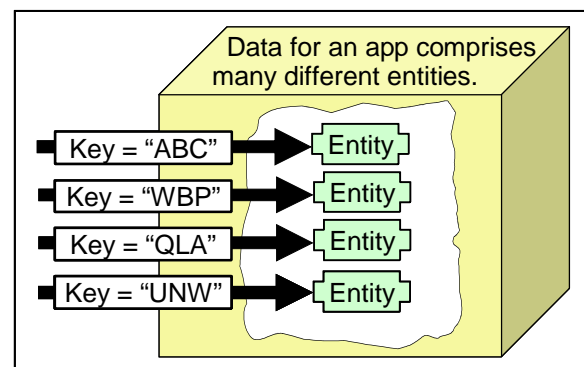 Data for an app comprises
many different entities.
Key = “ABC” Entity
Key = “WBP” Entity
Key = “QLA” Entity
Key = “UNW” Entity